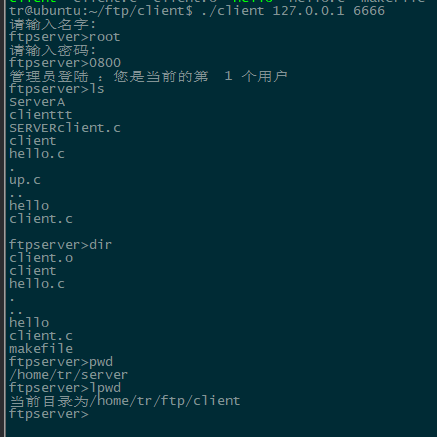 tr@ubuntu:~/ftp/client$ ./client 127.0.0.1 6666
请输入名字:
ftpserver>root
请输入密码:
ftpserver>0800
管理员登陆 : 您是当前的第  1 个用户
ftpserver>ls
ServerA
clienttt
SERVERclient.c
client
hello.c
.
up.c
..
hello
client.c

ftpserver>dir
client.o
client
hello.c
.
..
hello
client.c
makefile
ftpserver>pwd
/home/tr/server
ftpserver>lpwd
当前目录为/home/tr/ftp/client
ftpserver>